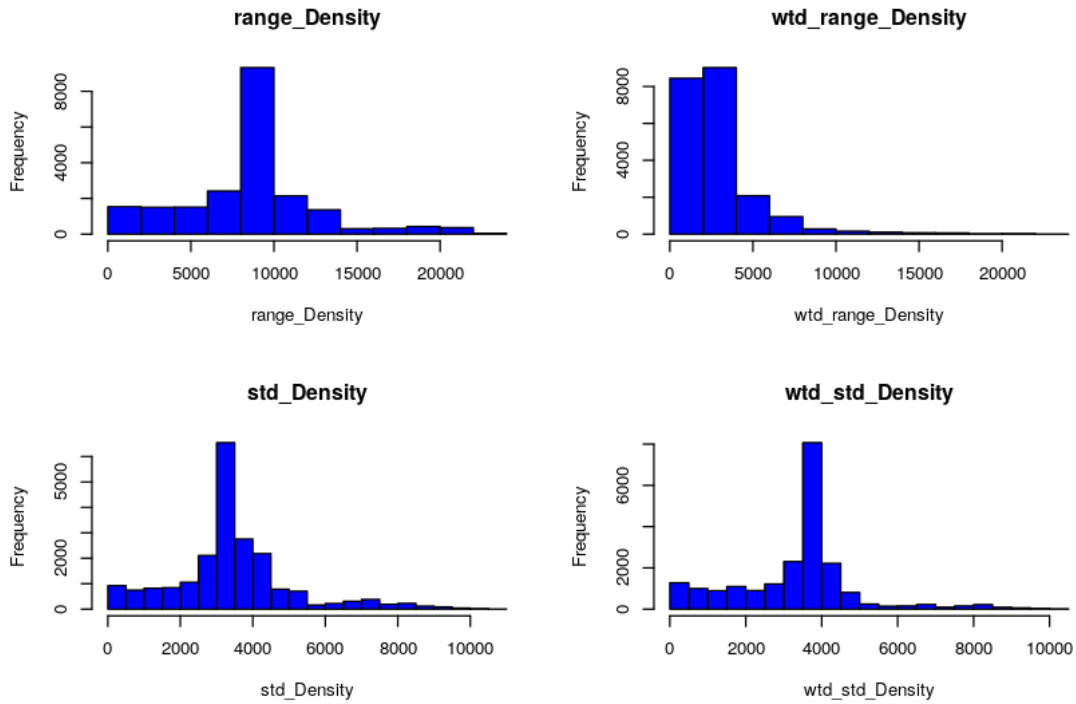 range_Density
Frequency
0 4000 8000
0 5000 10000 15000 20000
range_Density
wtd_range_Density
Frequency
0 4000 8000
0 5000 10000 15000 20000
wtd_range_Density
std_Density
Frequency
0 2000 5000
0 2000 4000 6000 8000 10000
std_Density
wtd_std_Density
Frequency
0 2000 6000
0 2000 4000 6000 8000 10000
wtd_std_Density